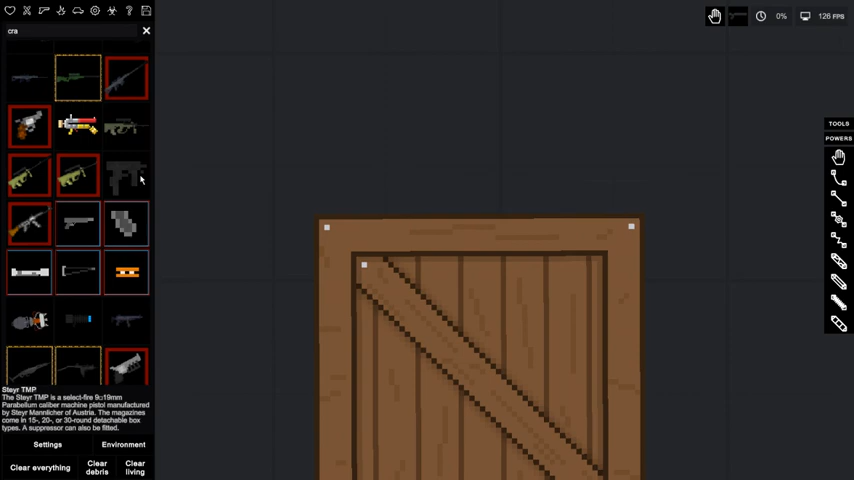 0%
126 FPS
cra
TOOLS
POWERS
Steyr TMP
The Steyr TMP is a select-fire 9□19mm
Parabellum caliber machine pistol manufactured
by Steyr Mannlicher of Austria. The magazines
come in 15-, 20-, or 30-round detachable box
types. A suppressor can also be fitted.
Settings
Environment
Clear everything
Clear debris
Clear living